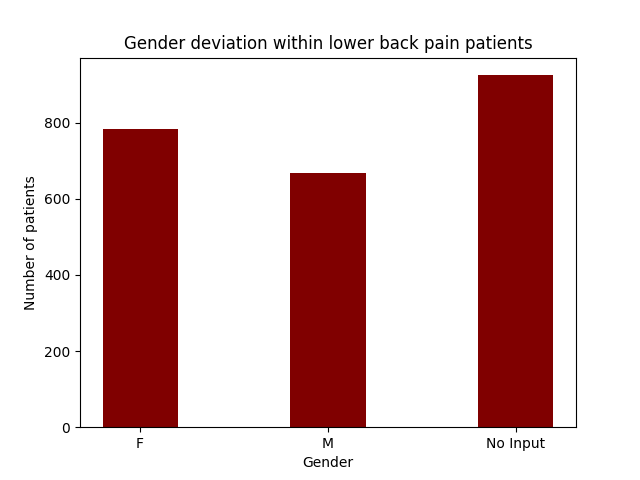 Gender deviation within lower back pain patients
Number of patients
800
600
400
200
0
F M No Input
Gender